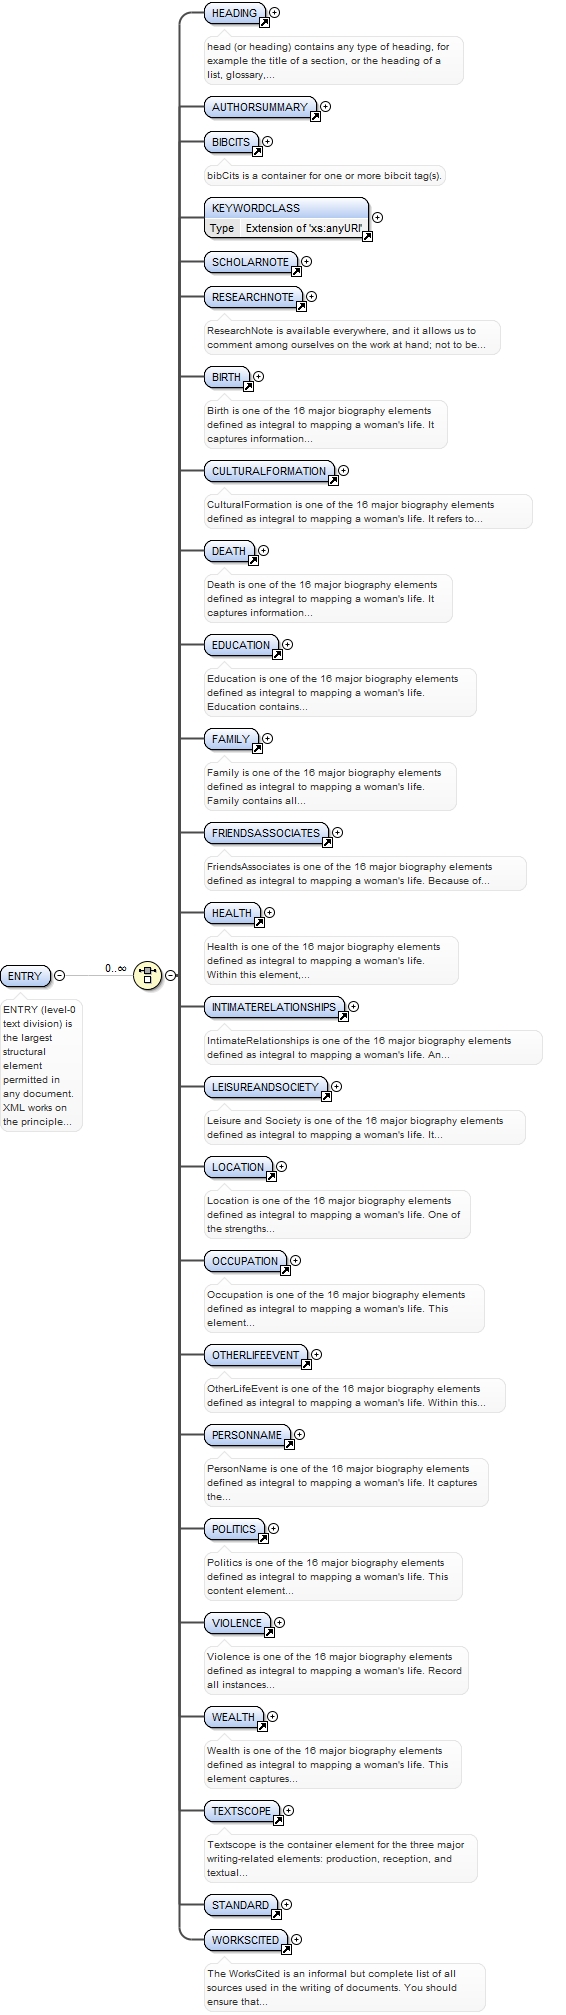 HEADING
head (or heading) contains any type of heading, for
example the title of a section, or the heading of a
list, glossary,...
AUTHORSUMMARY
BIBCITS
bibCits is a container for one or more bibcit tag(s).
KEYWORDCLASS
Type Extension of 'xs:anyURI'
SCHOLARNOTE
RESEARCHNOTE
ResearchNote is available everywhere, and it allows us to
comment among ourselves on the work at hand; not to be...
BIRTH
Birth is one of the 16 major biography elements
defined as integral to mapping a woman's life. It
captures information...
CULTURALFORMATION
CulturalFormation is one of the 16 major biography elements
defined as integral to mapping a woman's life. It refers to...
DEATH
Death is one of the 16 major biography elements
defined as integral to mapping a woman's life. It
captures information...
EDUCATION
Education is one of the 16 major biography elements
defined as integral to mapping a woman's life.
Education contains...
FAMILY
Family is one of the 16 major biography elements
defined as integral to mapping a woman's life.
Family contains all...
FRIENDSASSOCIATES
FriendsAssociates is one of the 16 major biography elements
defined as integral to mapping a woman's life. Because of...
HEALTH
Health is one of the 16 major biography elements
defined as integral to mapping a woman's life.
Within this element,...
ENTRY
0..∞
ENTRY (level-0
text division) is
the largest
structural
element
permitted in
any document.
XML works on
the principle...
INTIMATERELATIONSHIPS
IntimateRelationships is one of the 16 major biography elements
defined as integral to mapping a woman's life. An...
LEISUREANDSOCIETY
Leisure and Society is one of the 16 major biography elements
defined as integral to mapping a woman's life. It...
LOCATION
Location is one of the 16 major biography elements
defined as integral to mapping a woman's life. One of
the strengths...
OCCUPATION
Occupation is one of the 16 major biography elements
defined as integral to mapping a woman's life. This
element...
OTHERLIFEEVENT
OtherLifeEvent is one of the 16 major biography elements
defined as integral to mapping a woman's life. Within this...
PERSONNAME
PersonName is one of the 16 major biography elements
defined as integral to mapping a woman's life. It captures
the...
POLITICS
Politics is one of the 16 major biography elements
defined as integral to mapping a woman's life. This
content element...
VIOLENCE
Violence is one of the 16 major biography elements
defined as integral to mapping a woman's life. Record
all instances...
WEALTH
Wealth is one of the 16 major biography elements
defined as integral to mapping a woman's life. This
element captures...
TEXTSCOPE
Textscope is the container element for the three major
writing-related elements: production, reception, and
textual...
STANDARD
WORKSCITED
The WorksCited is an informal but complete list of all
sources used in the writing of documents. You should
ensure that...